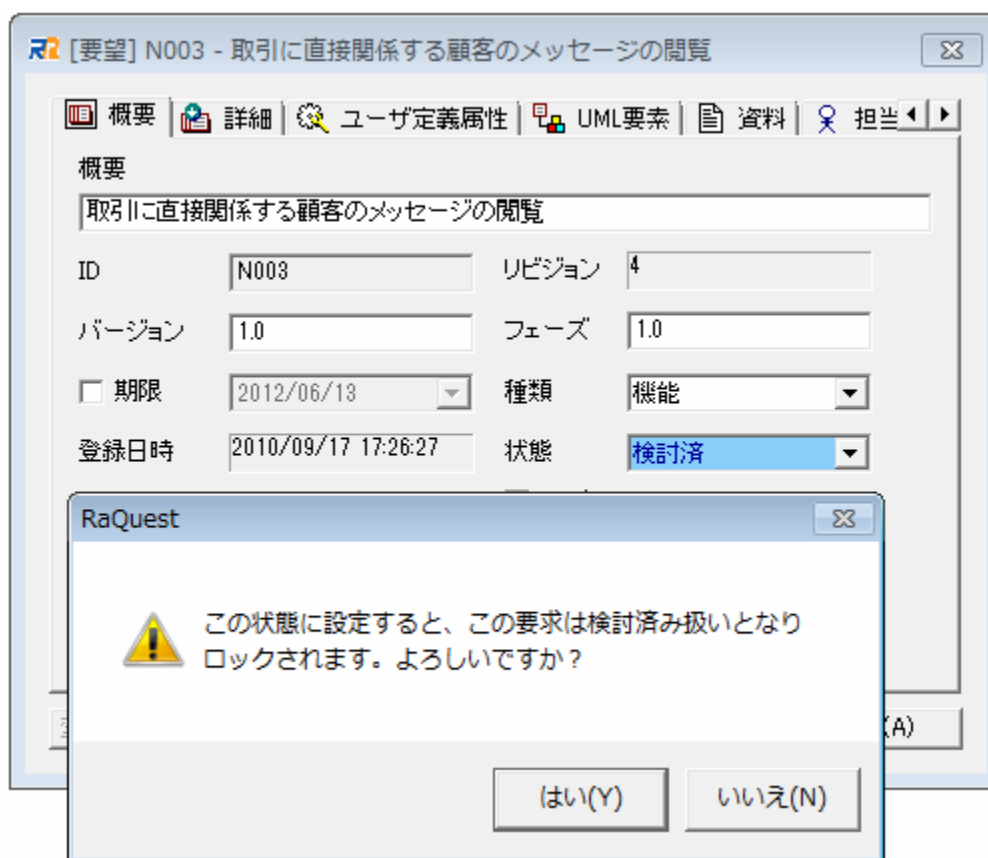 [要望] N003 - 取引に直接関係する顧客のメッセージの閲覧
概要 詳細 ユーザ定義属性 UML要素 資料 担当
概要
取引に直接関係する顧客のメッセージの閲覧
ID N003 リビジョン 4
バージョン 1.0 フェーズ 1.0
期限 2012/06/13 種類 機能
登録日時 2010/09/17 17:26:27 状態 検討済
RaQuest
この状態に設定すると、この要求は検討済み扱いとなり
ロックされます。よろしいですか？
(A)
はい(Y) いいえ(N)